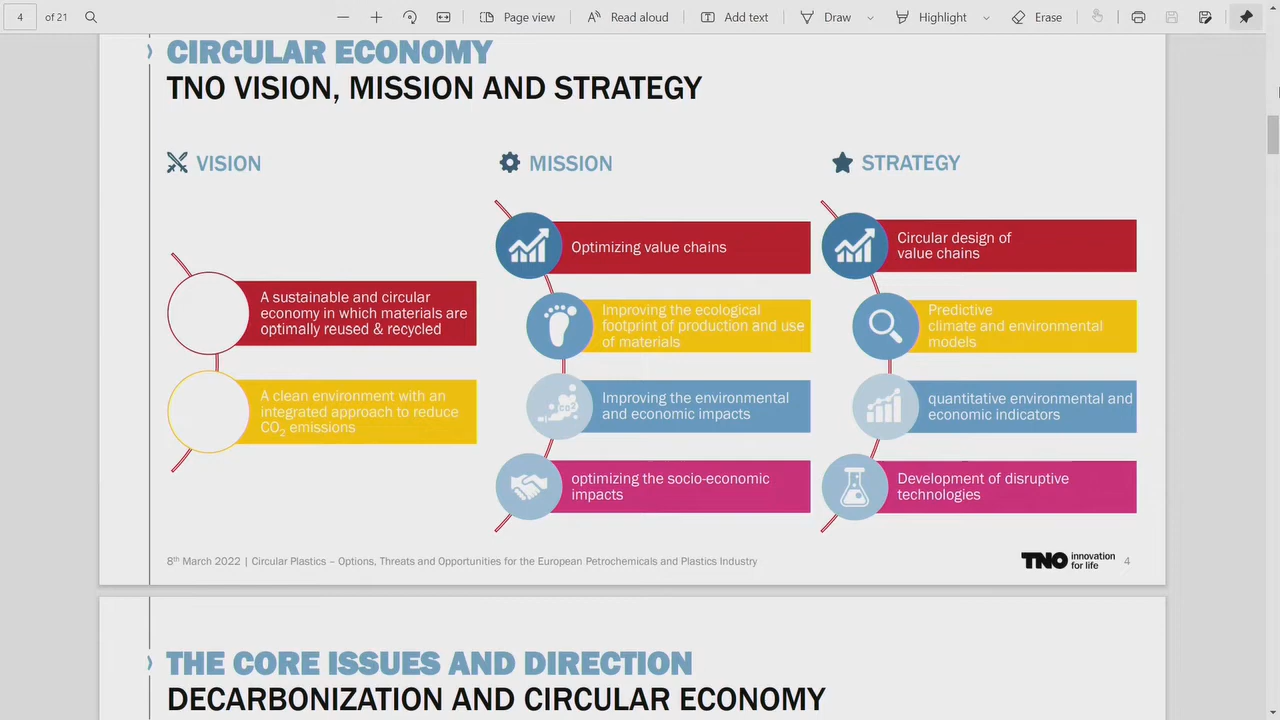 4
of 21
Page view
Read aloud
Add text
Draw
Highlight
Erase
CIRCULAR ECONOMY
TNO VISION, MISSION AND STRATEGY
VISION
A sustainable and circular
economy in which materials are
optimally reused & recycled
A clean environment with an
integrated approach to reduce
CO2 emissions
MISSION
Optimizing value chains
Improving the ecological
footprint of production and use
of materials
CO2
Improving the environmental
and economic impacts
optimizing the socio-economic
impacts
STRATEGY
Circular design of
value chains
Predictive
climate and environmental
models
quantitative environmental and
economic indicators
Development of disruptive
technologies
8th March 2022 | Circular Plastics – Options, Threats and Opportunities for the European Petrochemicals and Plastics Industry
TNO innovation
for life
4
THE CORE ISSUES AND DIRECTION
DECARBONIZATION AND CIRCULAR ECONOMY